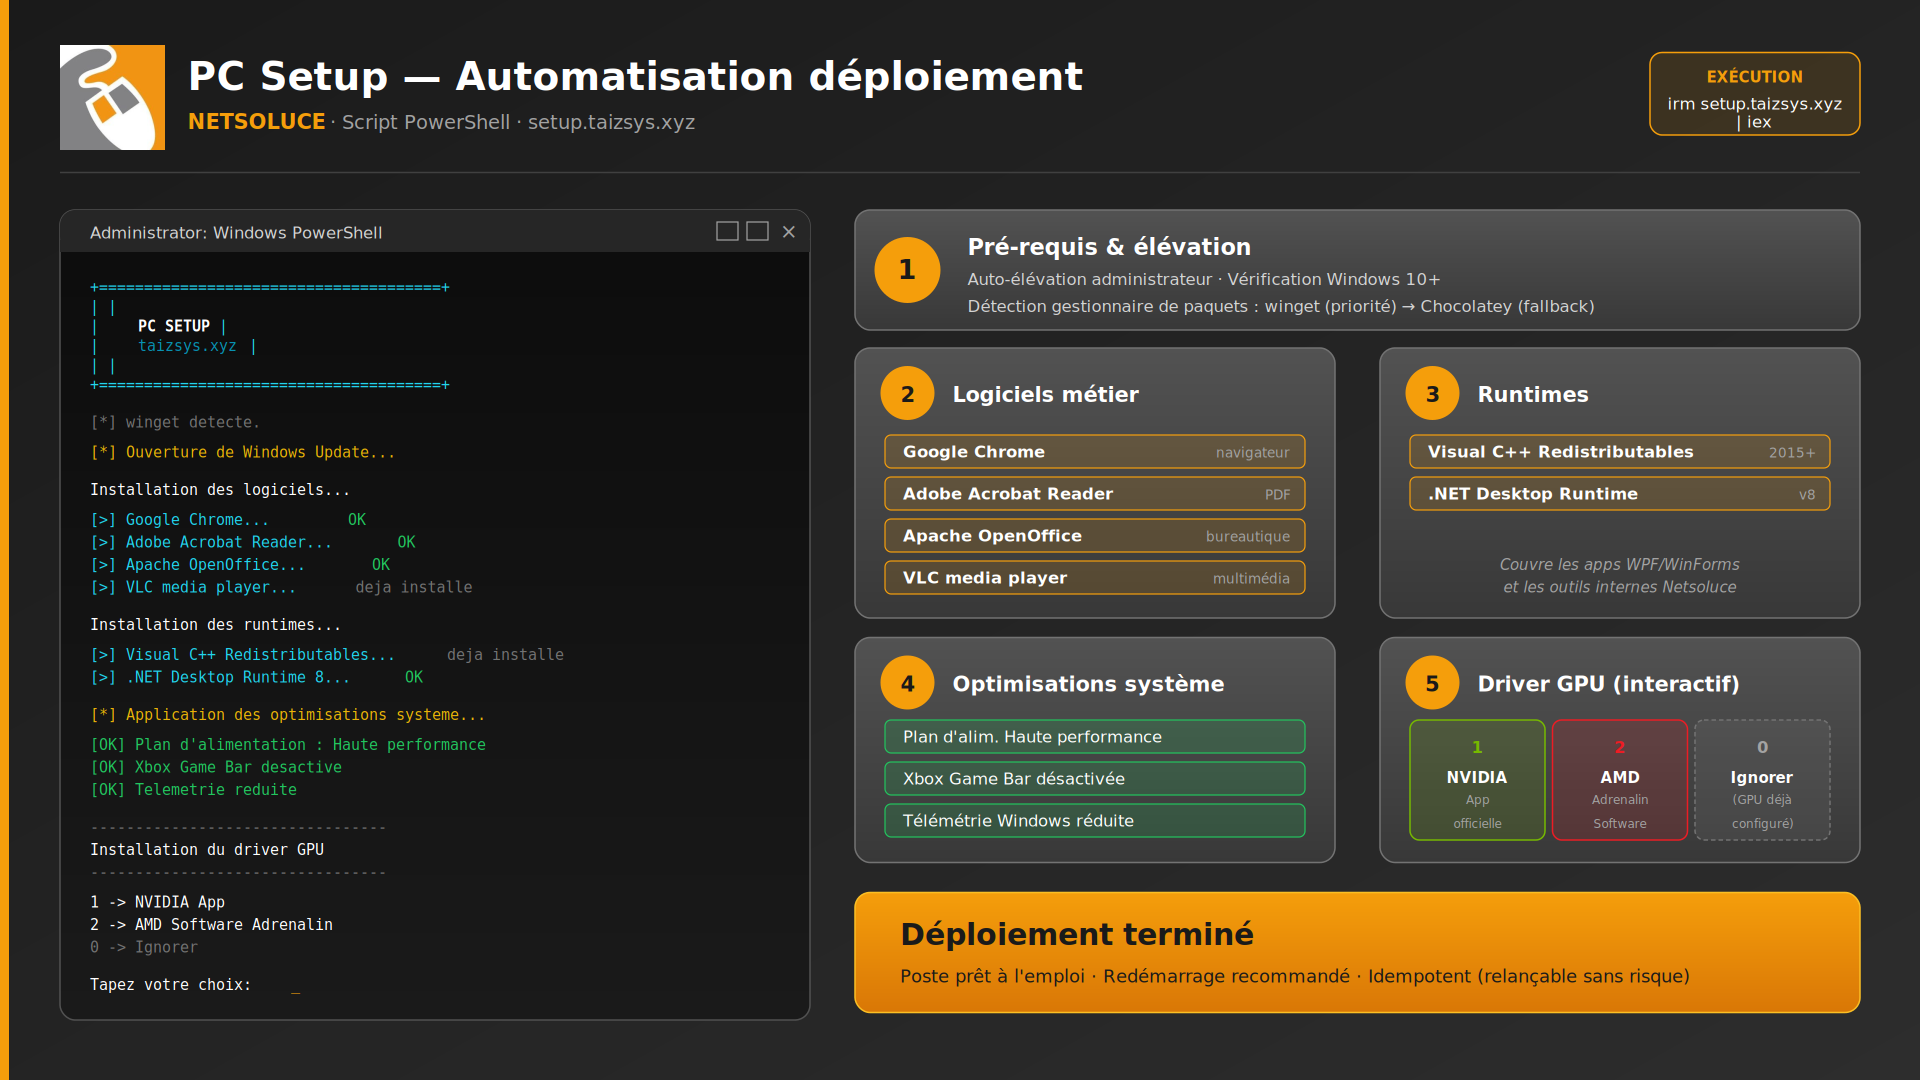 PC Setup — Automatisation déploiement
NETSOLUCE · Script PowerShell · setup.taizsys.xyz
EXÉCUTION
irm setup.taizsys.xyz
| iex
Administrator: Windows PowerShell
×
+======================================+
| |
| PC SETUP |
| taizsys.xyz |
| |
+======================================+
[*] winget detecte.
[*] Ouverture de Windows Update...
Installation des logiciels...
[>] Google Chrome... OK
[>] Adobe Acrobat Reader... OK
[>] Apache OpenOffice... OK
[>] VLC media player... deja installe
Installation des runtimes...
[>] Visual C++ Redistributables... deja installe
[>] .NET Desktop Runtime 8... OK
[*] Application des optimisations systeme...
[OK] Plan d'alimentation : Haute performance
[OK] Xbox Game Bar desactive
[OK] Telemetrie reduite
---------------------------------
Installation du driver GPU
---------------------------------
1 -> NVIDIA App
2 -> AMD Software Adrenalin
0 -> Ignorer
Tapez votre choix: _
1
Pré-requis & élévation
Auto-élévation administrateur · Vérification Windows 10+
Détection gestionnaire de paquets : winget (priorité) → Chocolatey (fallback)
2 Logiciels métier
Google Chrome navigateur
Adobe Acrobat Reader PDF
Apache OpenOffice bureautique
VLC media player multimédia
3 Runtimes
Visual C++ Redistributables 2015+
.NET Desktop Runtime v8
Couvre les apps WPF/WinForms
et les outils internes Netsoluce
4 Optimisations système
Plan d'alim. Haute performance
Xbox Game Bar désactivée
Télémétrie Windows réduite
5 Driver GPU (interactif)
1
NVIDIA
App
officielle
2
AMD
Adrenalin
Software
0
Ignorer
(GPU déjà
configuré)
Déploiement terminé
Poste prêt à l'emploi · Redémarrage recommandé · Idempotent (relançable sans risque)